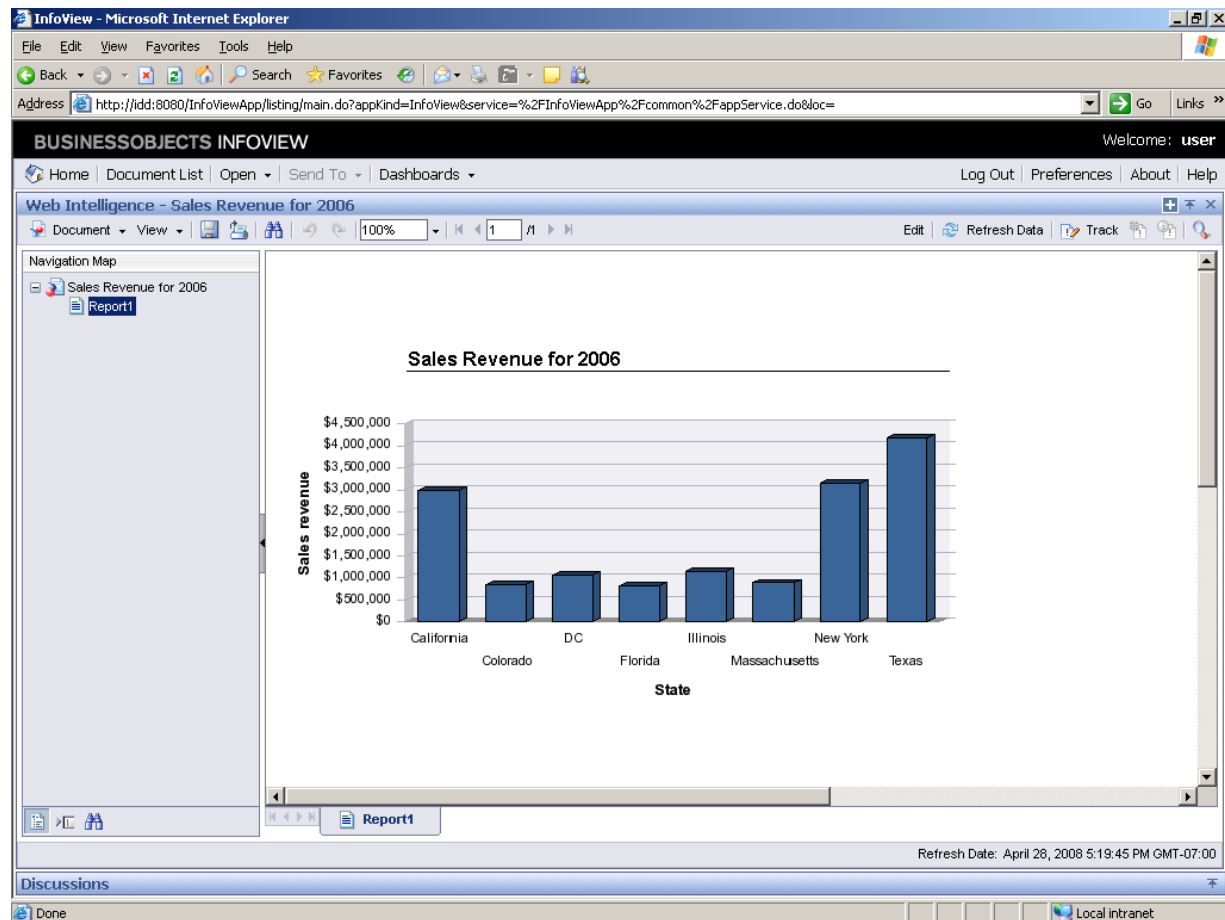 InfoView - Microsoft Internet Explorer
File Edit View Favorites Tools Help
Back Search Favorites
Address http://idd:8080/InfoViewApp/listing/main.do?appKind=InfoView&service=%2FInfoViewApp%2Fcommon%2FappService.do&loc= Go Links »
BUSINESSOBJECTS INFOVIEW Welcome: user
Home Document List Open Send To Dashboards Log Out Preferences About Help
Web Intelligence - Sales Revenue for 2006
Document View 100% 1 /1 Edit Refresh Data Track
Navigation Map
Sales Revenue for 2006
Report1
Sales Revenue for 2006
Sales revenue
$4,500,000
$4,000,000
$3,500,000
$3,000,000
$2,500,000
$2,000,000
$1,500,000
$1,000,000
$500,000
$0
California DC Illinois New York
Colorado Florida Massachusetts Texas
State
Report1
Refresh Date: April 28, 2008 5:19:45 PM GMT-07:00
Discussions
Done Local intranet